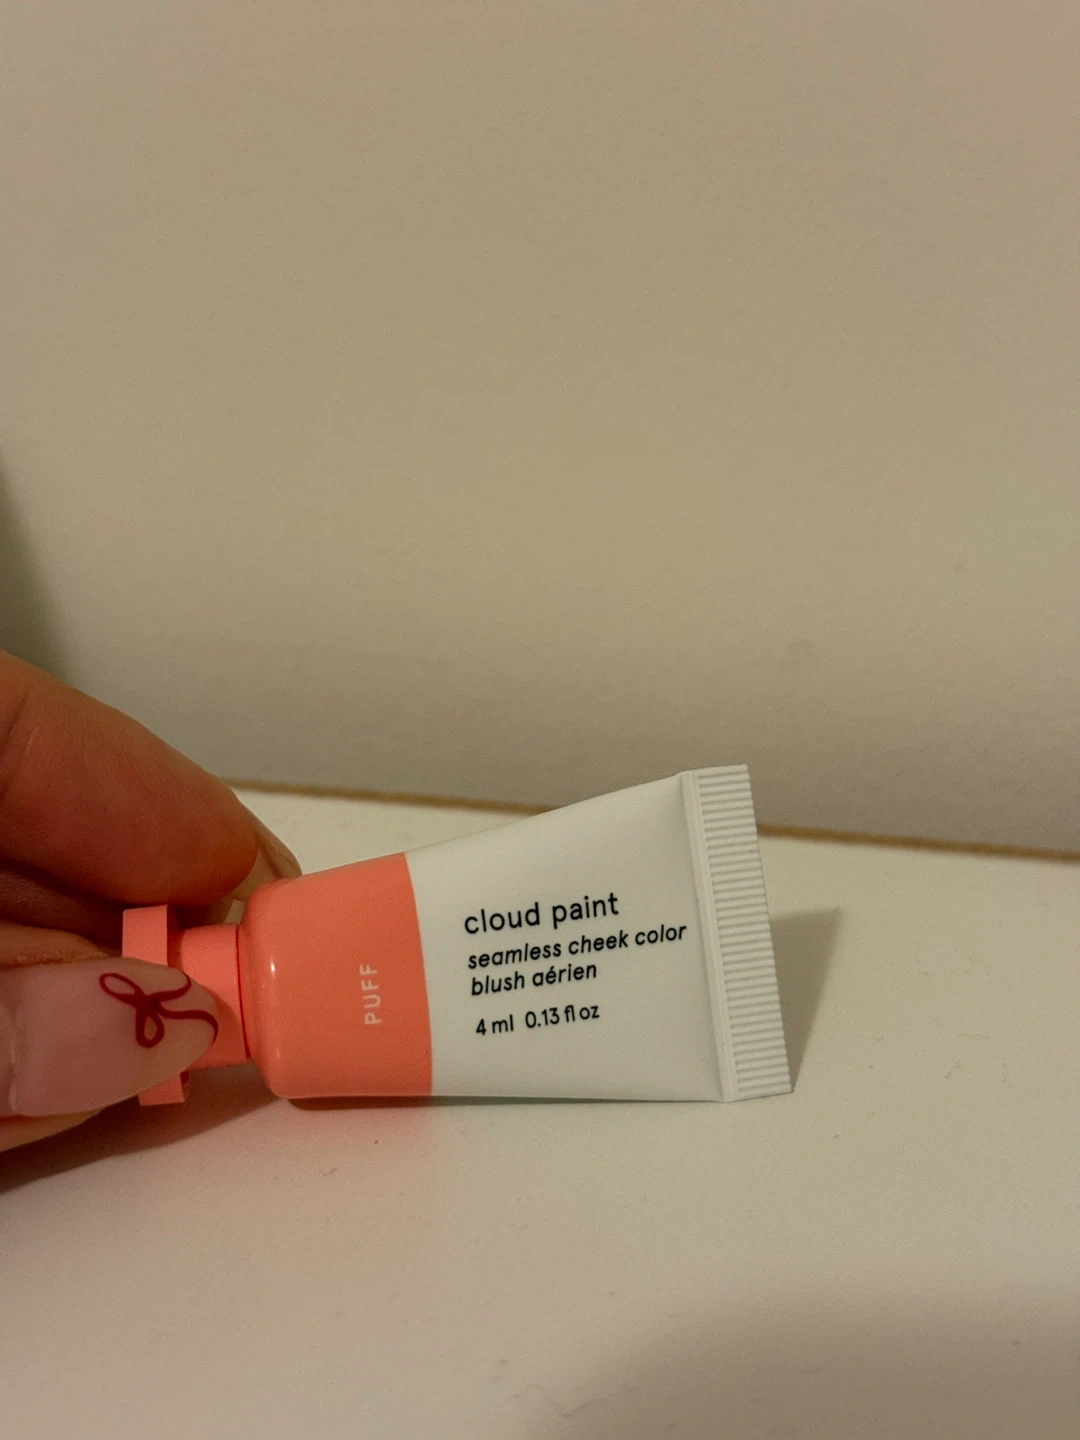 PUFF
cloud paint
seamless cheek color
blush aérien
4 ml 0.13 fl oz